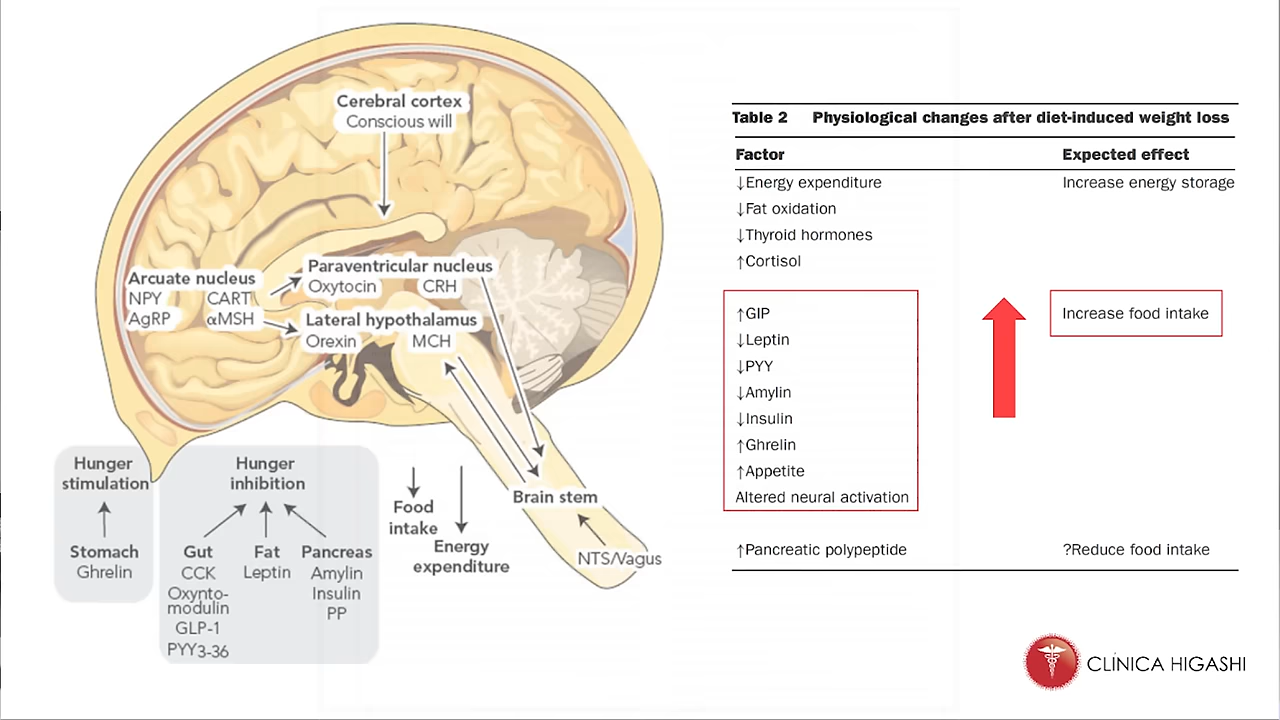 Cerebral cortex
Conscious will
Arcuate nucleus
NPY CART
AgRP αMSH
Paraventricular nucleus
Oxytocin CRH
Lateral hypothalamus
Orexin MCH
Hunger
stimulation
Stomach
Ghrelin
Hunger
inhibition
Gut
CCK
Oxynto-
modulin
GLP-1
PYY3-36
Fat
Leptin
Pancreas
Amylin
Insulin
PP
Food
intake
Energy
expenditure
Brain stem
NTS/Vagus
Table 2 Physiological changes after diet-induced weight loss
Factor Expected effect
↓Energy expenditure Increase energy storage
↓Fat oxidation
↓Thyroid hormones
↑Cortisol
↑GIP Increase food intake
↓Leptin
↓PYY
↓Amylin
↓Insulin
↑Ghrelin
↑Appetite
Altered neural activation
↑Pancreatic polypeptide ?Reduce food intake
CLÍNICA HIGASHI